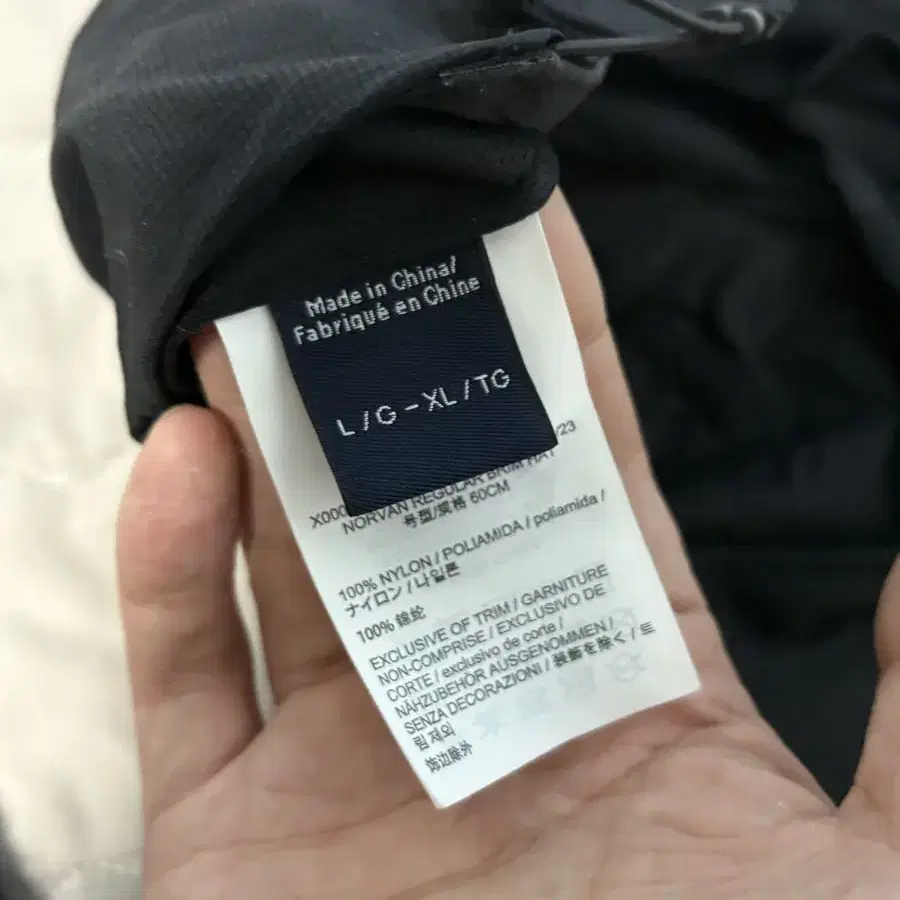 Made in China/
Fabriqué en Chine
L/G-XL/TG
/23
X000
NORVAN REGULAR BRIM HAT
号型/规格 60CM
100% NYLON / POLIAMIDA / poliamida /
ナイロン / 나일론
100% 锦纶
EXCLUSIVE OF TRIM / GARNITURE
NON-COMPRISE / EXCLUSIVO DE
CORTE / exclusivo de corte /
NÄHZUBEHÖR AUSGENOMMEN /
SENZA DECORAZIONI / 装飾を除く / 트
림 제외
饰边除外